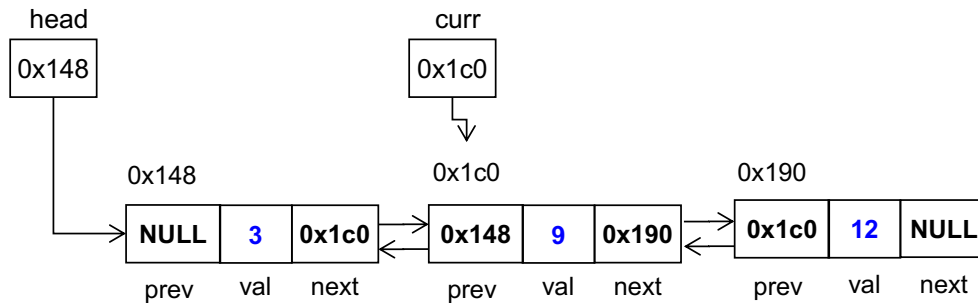 head curr
0x148 0x1c0
0x148 0x1c0 0x190
NULL 3 0x1c0 0x148 9 0x190 0x1c0 12 NULL
prev val next prev val next prev val next